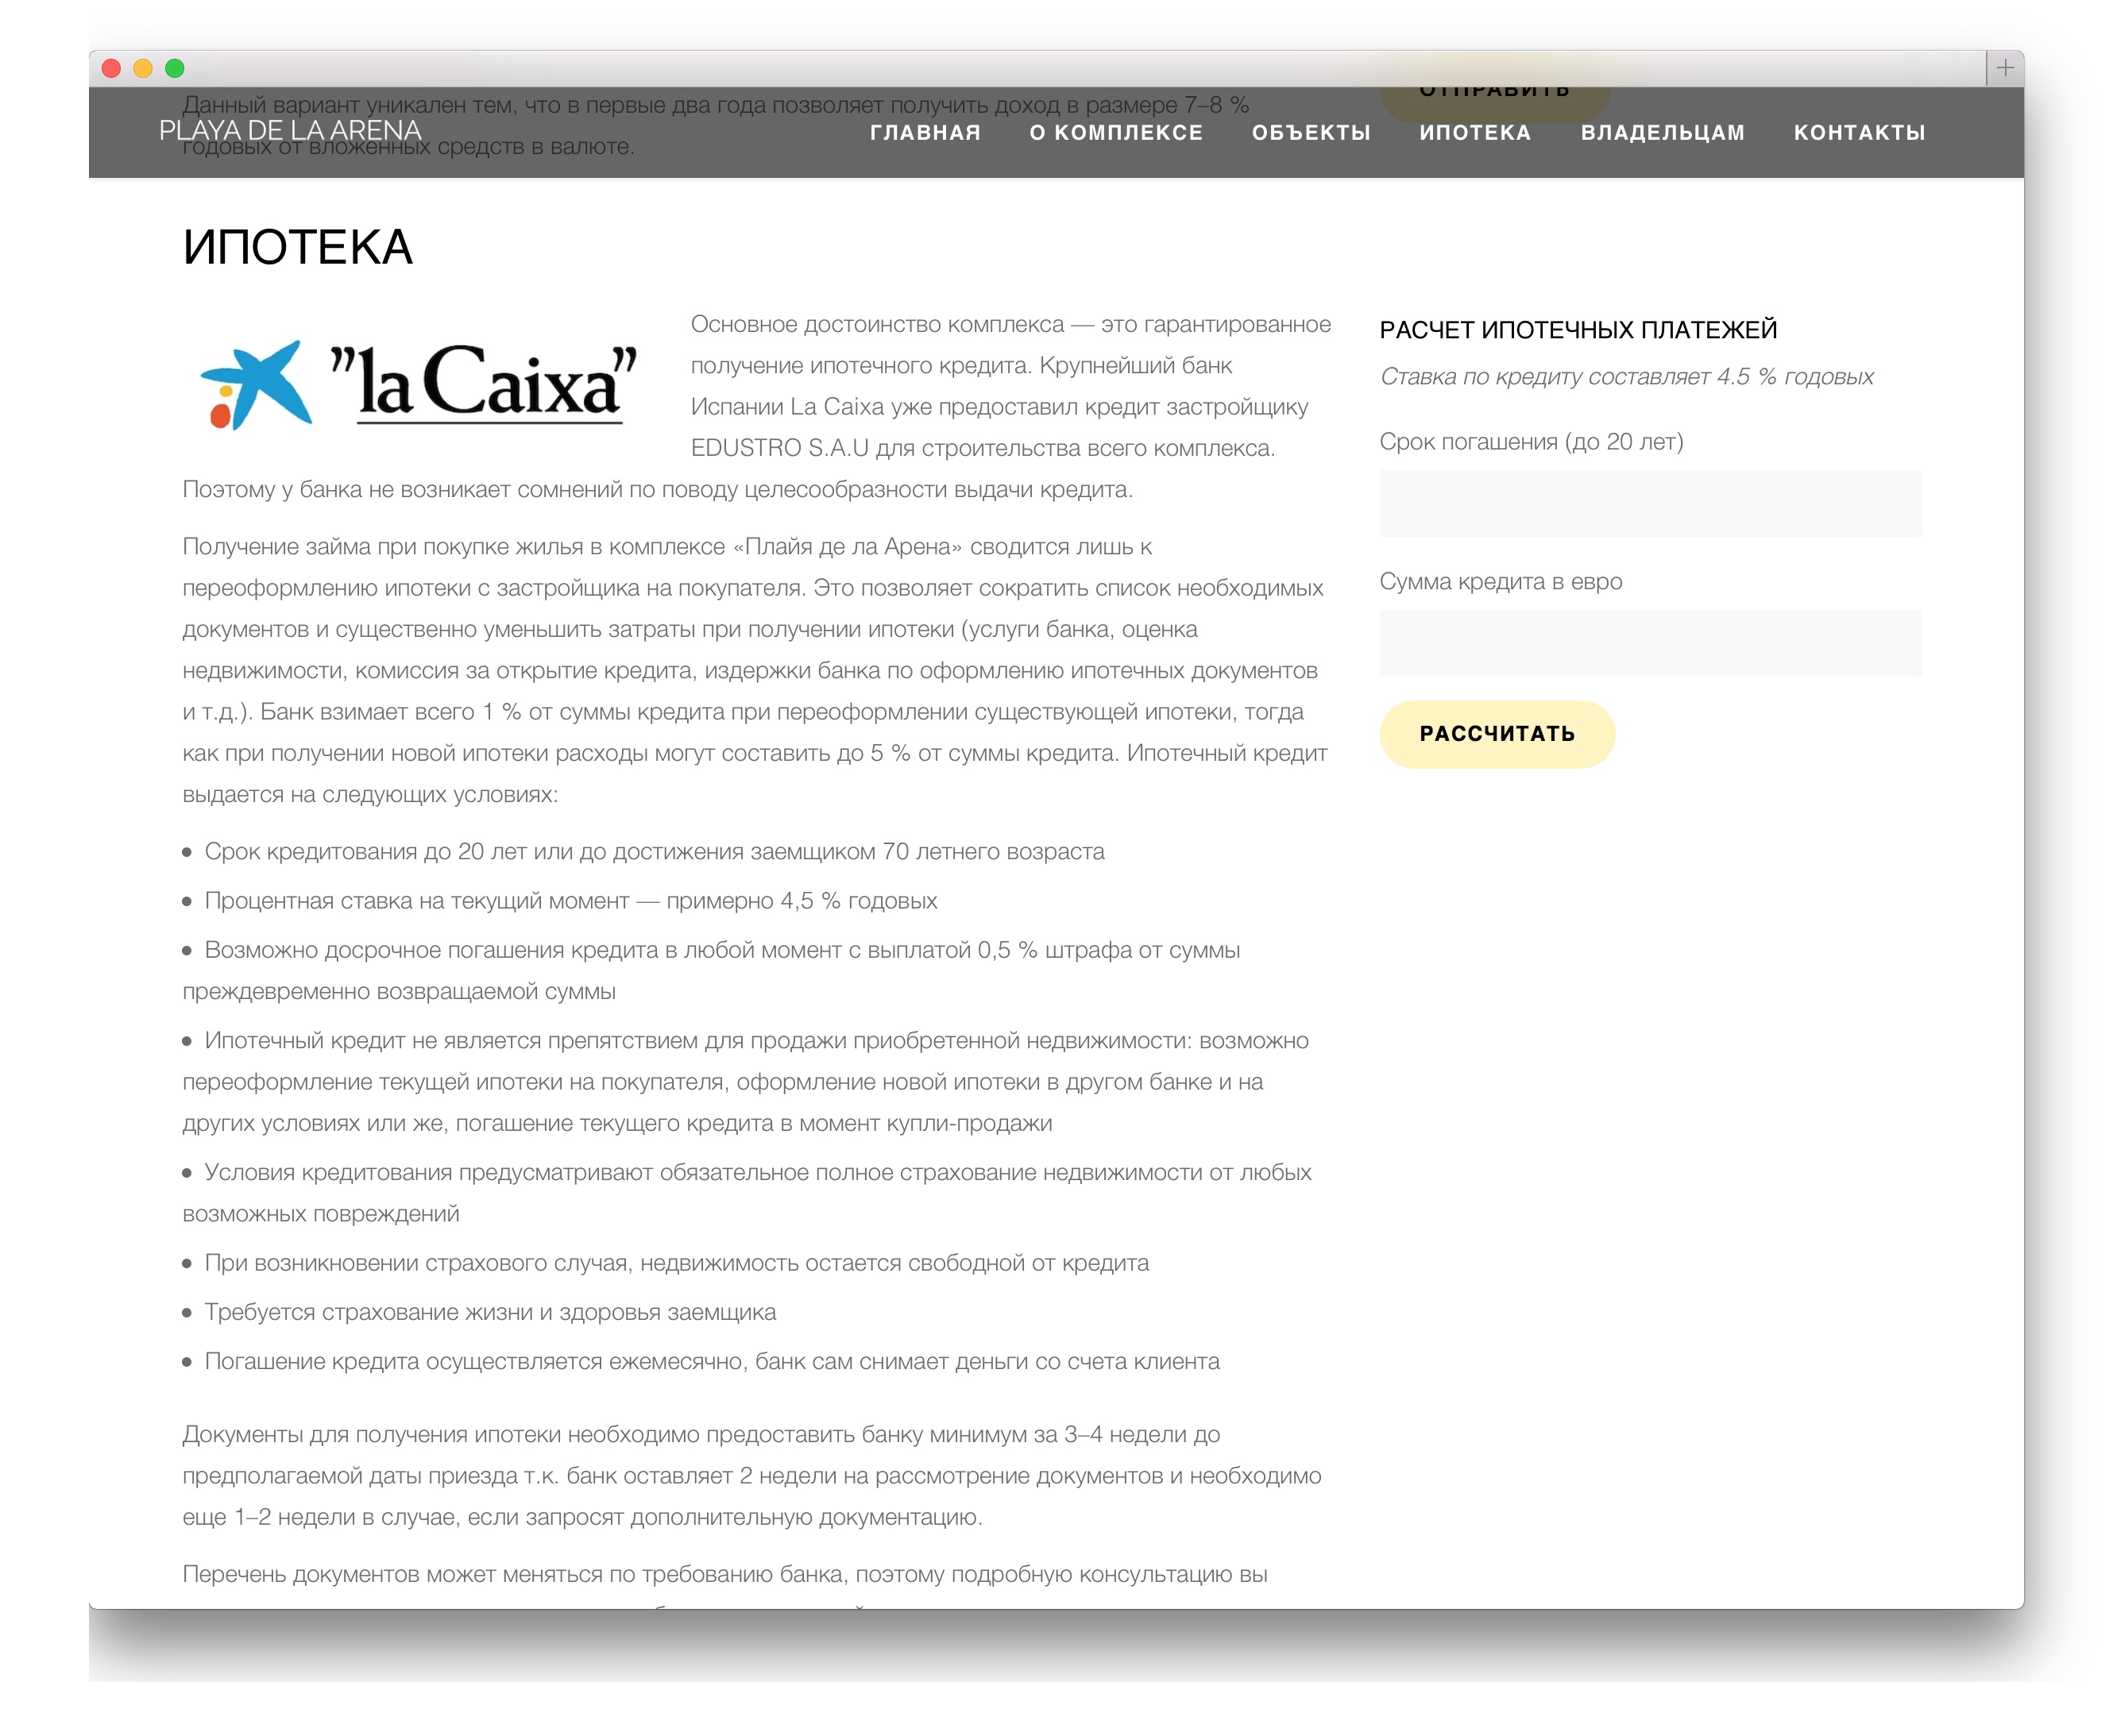 Данный вариант уникален тем, что в первые два года позволяет получить доход в размере 7–8 %
годовых от вложенных средств в валюте.
ОТПРАВИТЬ
PLAYA DE LA ARENA
ГЛАВНАЯ О КОМПЛЕКСЕ ОБЪЕКТЫ ИПОТЕКА ВЛАДЕЛЬЦАМ КОНТАКТЫ
ИПОТЕКА
"la Caixa"
Основное достоинство комплекса — это гарантированное
получение ипотечного кредита. Крупнейший банк
Испании La Caixa уже предоставил кредит застройщику
EDUSTRO S.A.U для строительства всего комплекса.
Поэтому у банка не возникает сомнений по поводу целесообразности выдачи кредита.
Получение займа при покупке жилья в комплексе «Плайя де ла Арена» сводится лишь к
переоформлению ипотеки с застройщика на покупателя. Это позволяет сократить список необходимых
документов и существенно уменьшить затраты при получении ипотеки (услуги банка, оценка
недвижимости, комиссия за открытие кредита, издержки банка по оформлению ипотечных документов
и т.д.). Банк взимает всего 1 % от суммы кредита при переоформлении существующей ипотеки, тогда
как при получении новой ипотеки расходы могут составить до 5 % от суммы кредита. Ипотечный кредит
выдается на следующих условиях:
• Срок кредитования до 20 лет или до достижения заемщиком 70 летнего возраста
• Процентная ставка на текущий момент — примерно 4,5 % годовых
• Возможно досрочное погашения кредита в любой момент с выплатой 0,5 % штрафа от суммы
преждевременно возвращаемой суммы
• Ипотечный кредит не является препятствием для продажи приобретенной недвижимости: возможно
переоформление текущей ипотеки на покупателя, оформление новой ипотеки в другом банке и на
других условиях или же, погашение текущего кредита в момент купли-продажи
• Условия кредитования предусматривают обязательное полное страхование недвижимости от любых
возможных повреждений
• При возникновении страхового случая, недвижимость остается свободной от кредита
• Требуется страхование жизни и здоровья заемщика
• Погашение кредита осуществляется ежемесячно, банк сам снимает деньги со счета клиента
Документы для получения ипотеки необходимо предоставить банку минимум за 3–4 недели до
предполагаемой даты приезда т.к. банк оставляет 2 недели на рассмотрение документов и необходимо
еще 1–2 недели в случае, если запросят дополнительную документацию.
Перечень документов может меняться по требованию банка, поэтому подробную консультацию вы
РАСЧЕТ ИПОТЕЧНЫХ ПЛАТЕЖЕЙ
Ставка по кредиту составляет 4.5 % годовых
Срок погашения (до 20 лет)
Сумма кредита в евро
РАССЧИТАТЬ